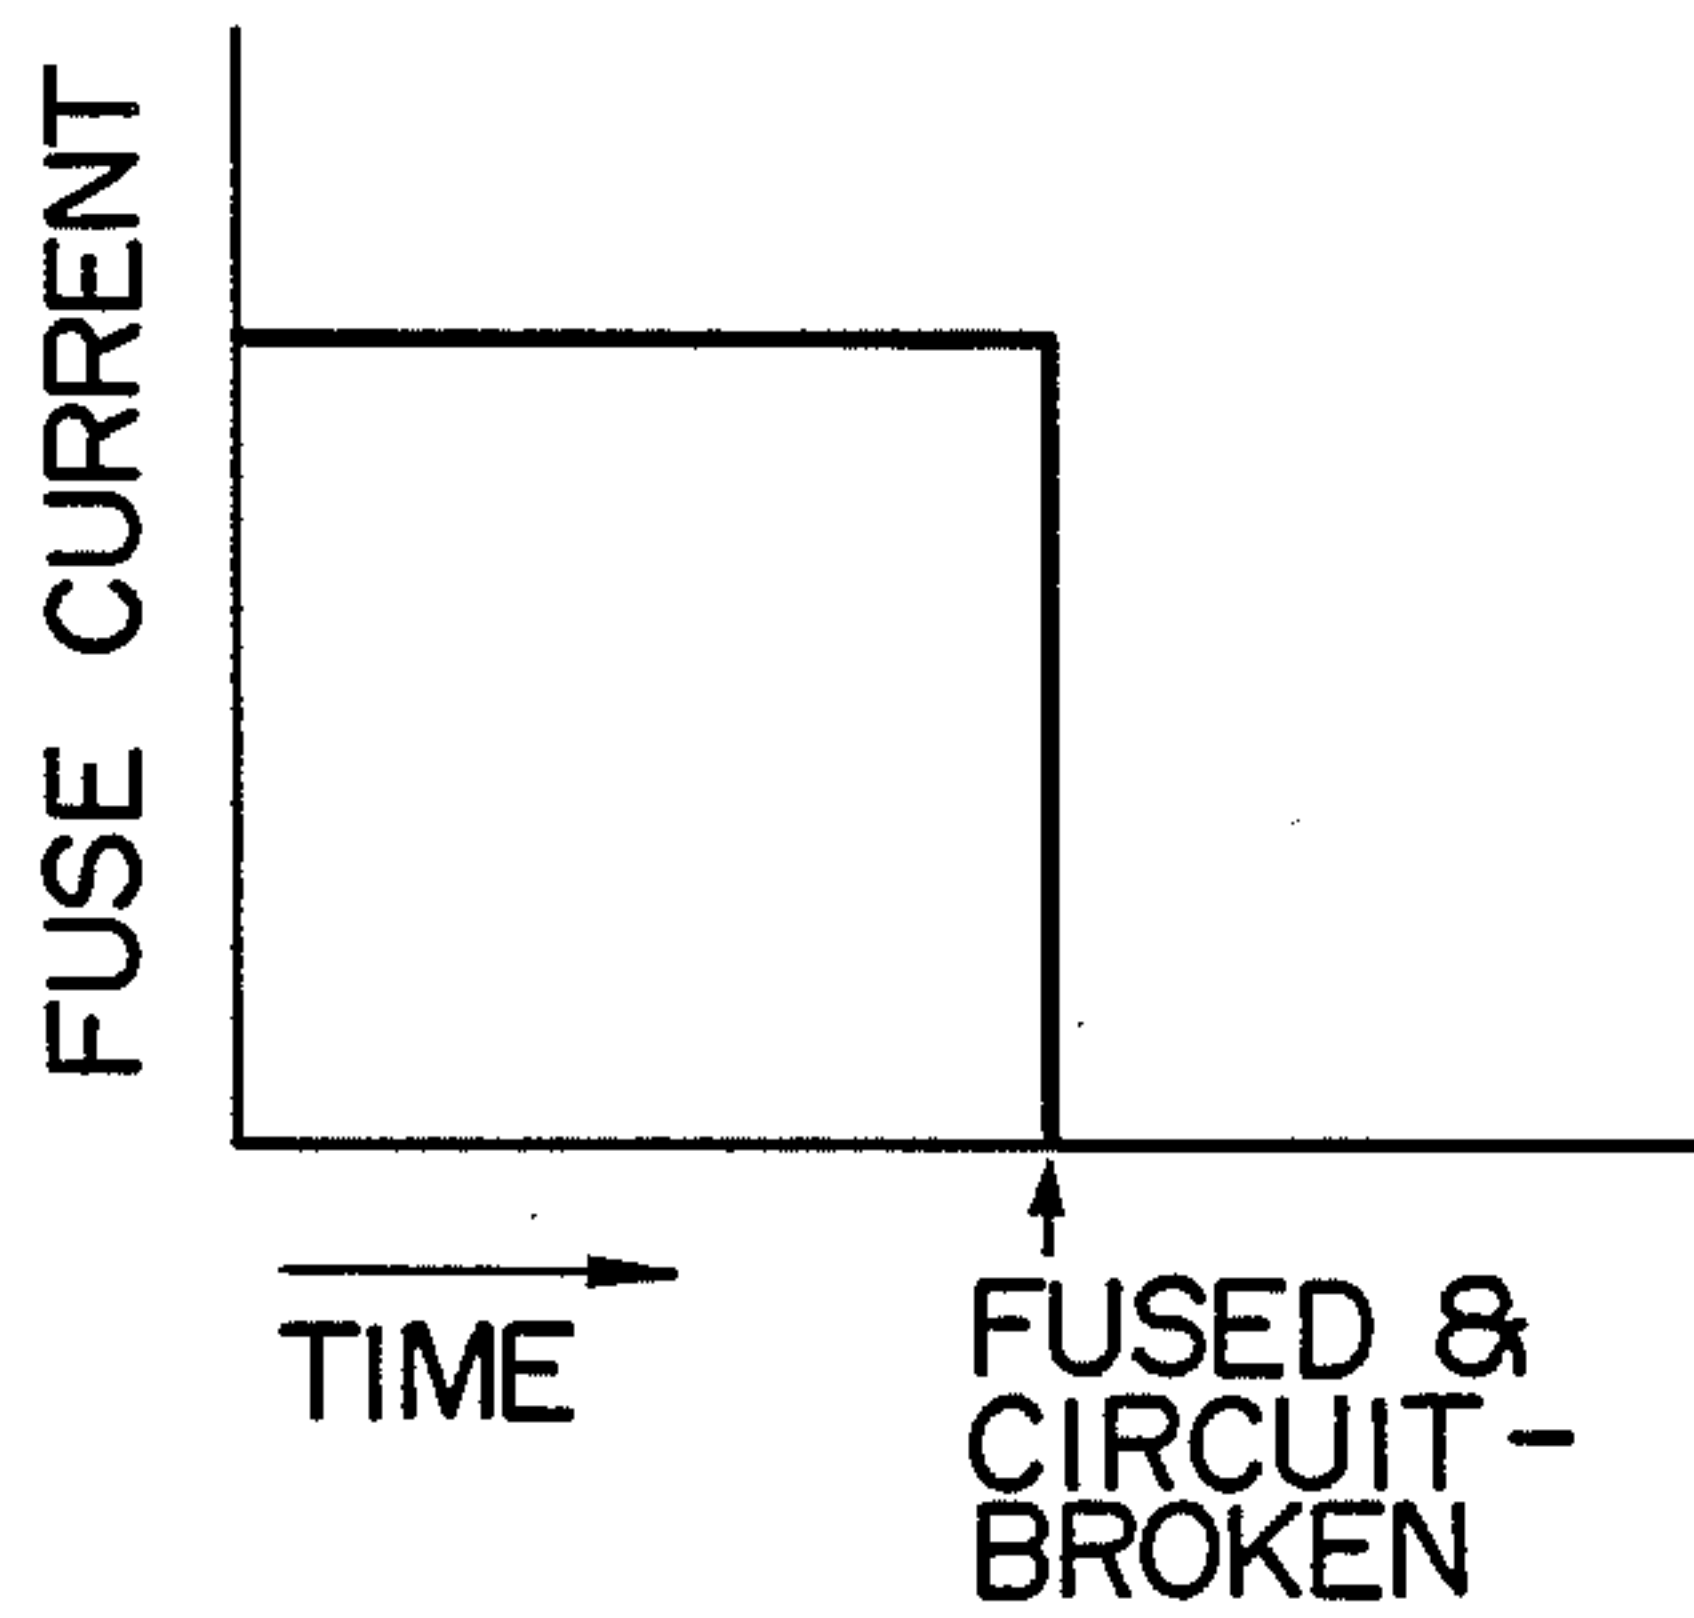 FUSE CURRENT
TIME
FUSED &
CIRCUIT-
BROKEN